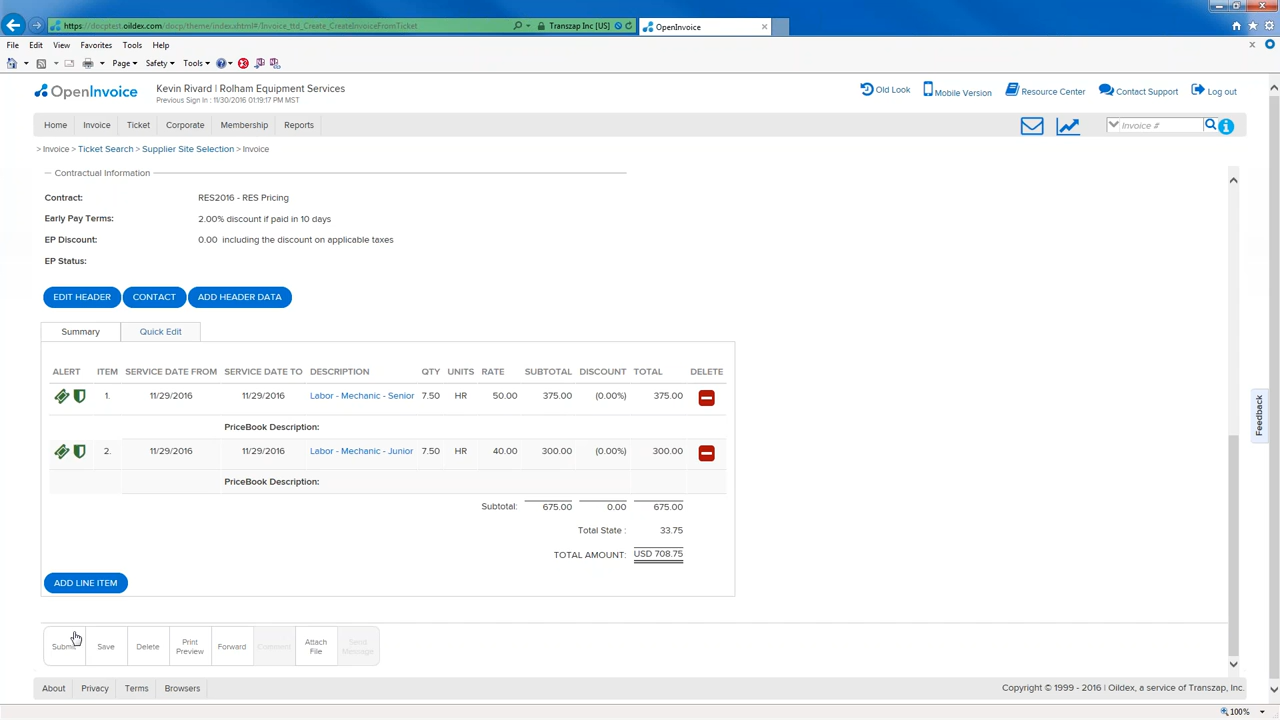 https://docptest.oildex.com/docp/theme/index.xhtml#/Invoice_ttd_Create_CreateInvoiceFromTicket
Transzap Inc [US]
OpenInvoice
File Edit View Favorites Tools Help
Page Safety Tools
OpenInvoice
Kevin Rivard | Rolham Equipment Services
Previous Sign In : 11/30/2016 01:19:17 PM MST
Old Look Mobile Version Resource Center Contact Support Log out
Home Invoice Ticket Corporate Membership Reports
Invoice #
> Invoice > Ticket Search > Supplier Site Selection > Invoice
Contractual Information
Contract: RES2016 - RES Pricing
Early Pay Terms: 2.00% discount if paid in 10 days
EP Discount: 0.00 including the discount on applicable taxes
EP Status:
EDIT HEADER CONTACT ADD HEADER DATA
Summary Quick Edit
ALERT ITEM SERVICE DATE FROM SERVICE DATE TO DESCRIPTION QTY UNITS RATE SUBTOTAL DISCOUNT TOTAL DELETE
1. 11/29/2016 11/29/2016 Labor - Mechanic - Senior 7.50 HR 50.00 375.00 (0.00%) 375.00
PriceBook Description:
2. 11/29/2016 11/29/2016 Labor - Mechanic - Junior 7.50 HR 40.00 300.00 (0.00%) 300.00
PriceBook Description:
Subtotal: 675.00 0.00 675.00
Total State : 33.75
TOTAL AMOUNT: USD 708.75
ADD LINE ITEM
Submit Save Delete Print Preview Forward Comment Attach File Send Message
Feedback
About Privacy Terms Browsers
Copyright © 1999 - 2016 | Oildex, a service of Transzap, Inc.
100%